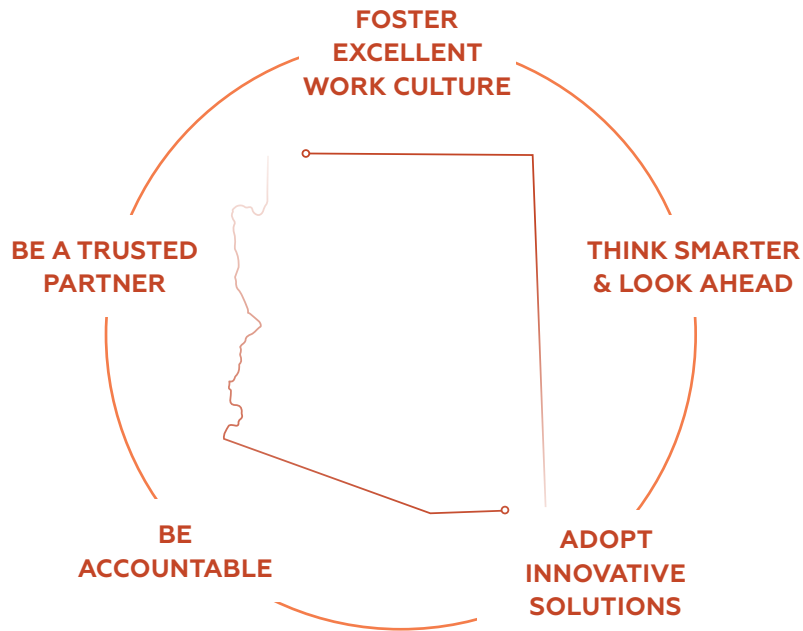 FOSTER
EXCELLENT
WORK CULTURE
BE A TRUSTED
PARTNER
THINK SMARTER
& LOOK AHEAD
BE
ACCOUNTABLE
ADOPT
INNOVATIVE
SOLUTIONS